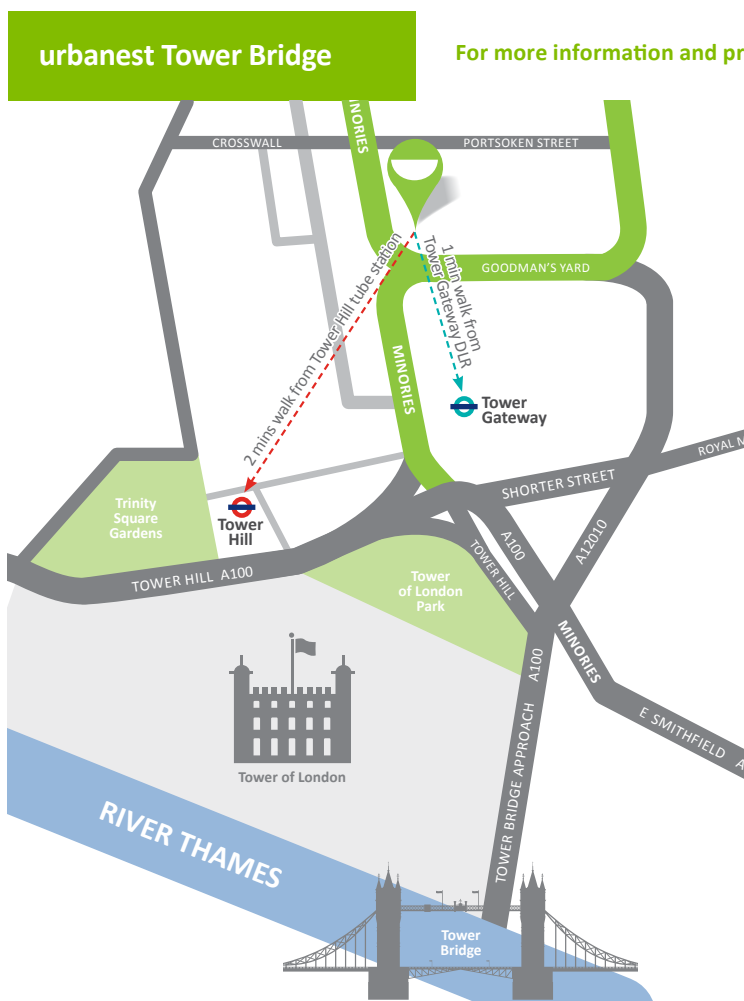 urbanest Tower Bridge
For more information and pr
MINORIES
CROSSWALL
PORTSOKEN STREET
GOODMAN'S YARD
1 min walk from
Tower Gateway DLR
2 mins walk from Tower Hill tube station
MINORIES
Tower
Gateway
ROYAL M
SHORTER STREET
Trinity
Square
Gardens
Tower
Hill
A100
A12010
TOWER HILL
TOWER HILL A100
Tower
of London
Park
MINORIES
A100
E SMITHFIELD A
TOWER BRIDGE APPROACH
Tower of London
RIVER THAMES
Tower
Bridge